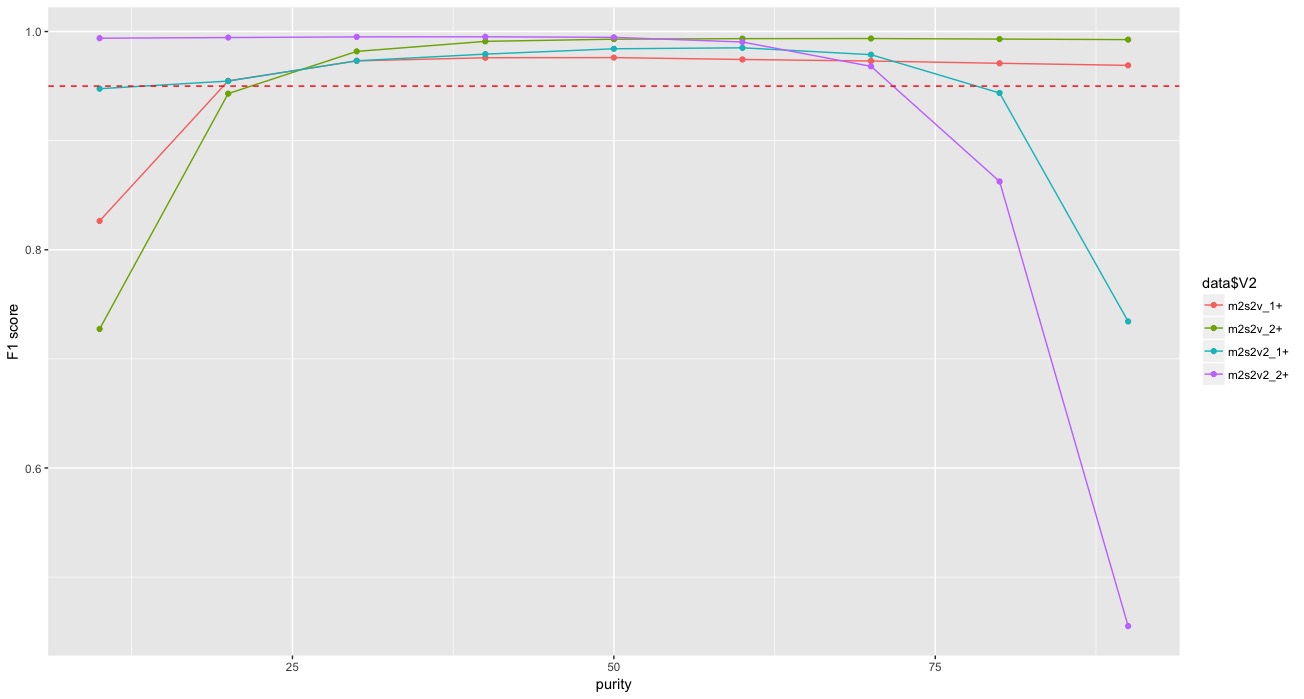 1.0
0.8
0.6
F1 score
25
50
75
purity
data$V2
m2s2v_1+
m2s2v_2+
m2s2v2_1+
m2s2v2_2+